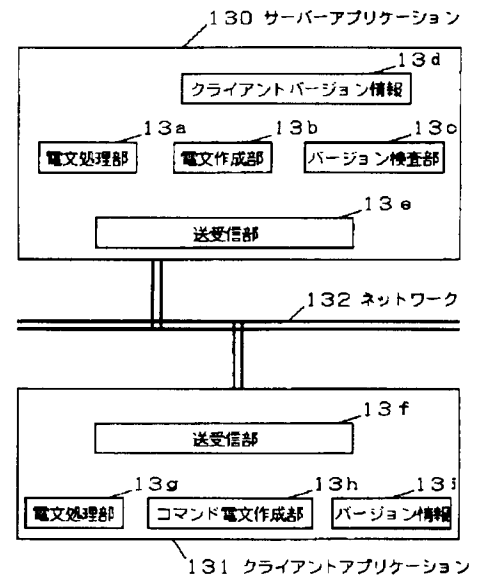 130 サーバーアプリケーション
13d
クライアントバージョン情報
13a 13b 13c
電文処理部 電文作成部 バージョン検査部
13e
送受信部
132 ネットワーク
13f
送受信部
13g 13h 13i
電文処理部 コマンド電文作成部 バージョン情報
131 クライアントアプリケーション